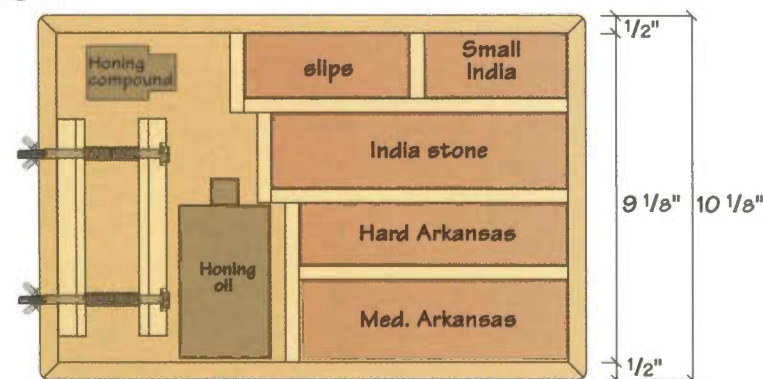 Honing
compound
slips
Small
India
India stone
Hard Arkansas
Honing
oil
Med. Arkansas
1/2"
9 1/8"
10 1/8"
1/2"